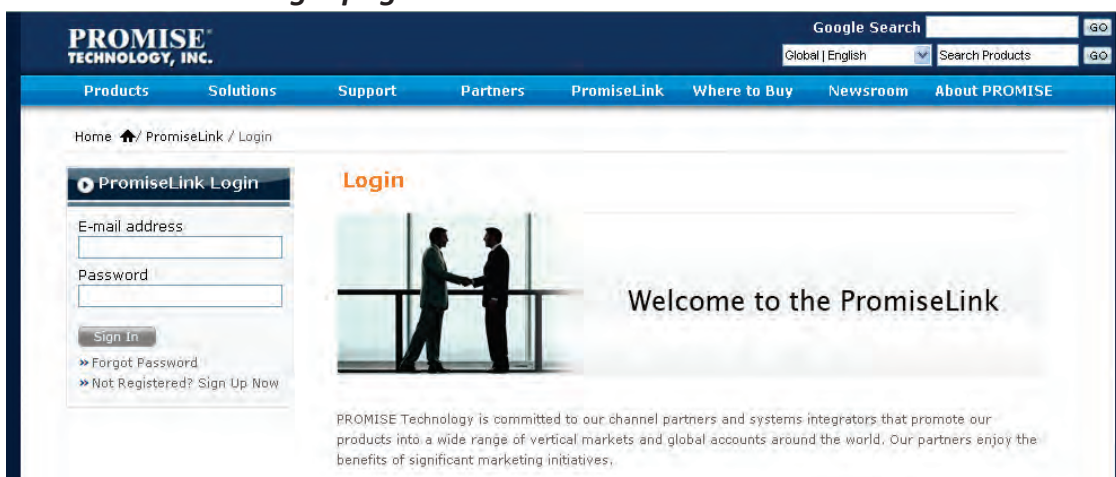 PROMISE
TECHNOLOGY, INC.
Google Search
GO
Global | English
Search Products
GO
Products
Solutions
Support
Partners
PromiseLink
Where to Buy
Newsroom
About PROMISE
Home / PromiseLink / Login
PromiseLink Login
E-mail address
Password
Sign In
» Forgot Password
» Not Registered? Sign Up Now
Login
Welcome to the PromiseLink
PROMISE Technology is committed to our channel partners and systems integrators that promote our
products into a wide range of vertical markets and global accounts around the world. Our partners enjoy the
benefits of significant marketing initiatives.